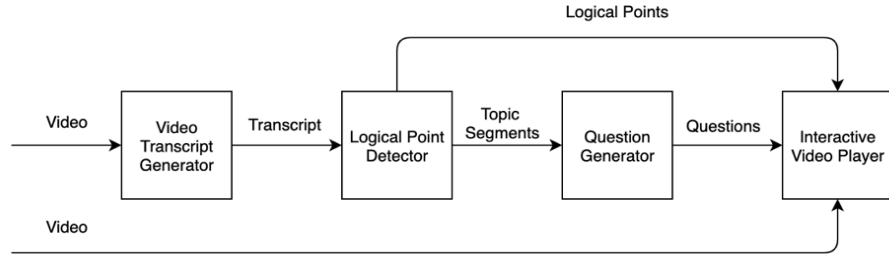 Logical Points
Video
Video
Transcript
Generator
Transcript
Logical Point
Detector
Topic
Segments
Question
Generator
Questions
Interactive
Video Player
Video